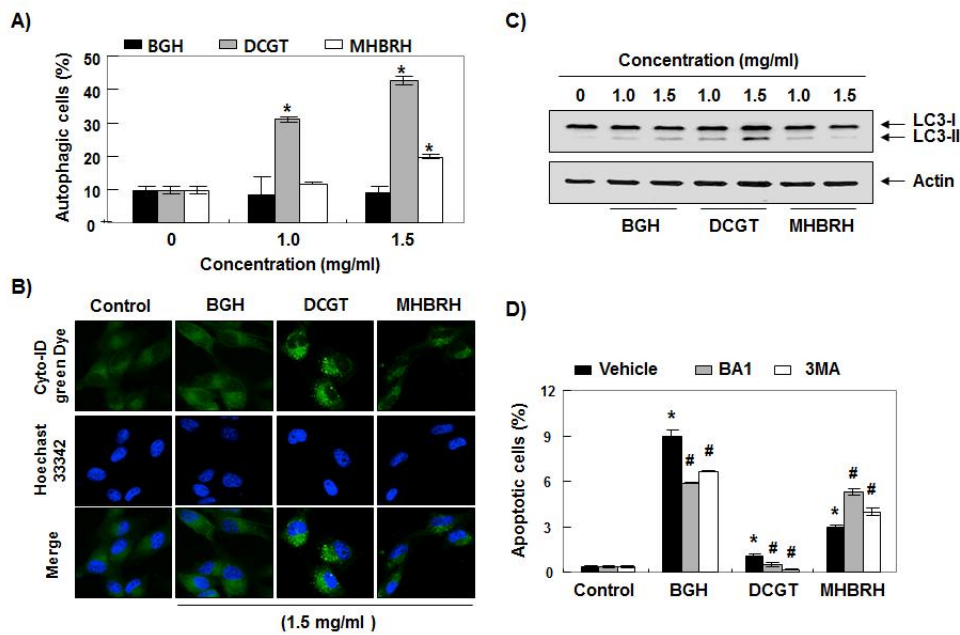 A)
BGH DCGT MHBRH
Autophagic cells (%)
50
40
30
20
10
0
* * *
0 1.0 1.5
Concentration (mg/ml)
B)
Control BGH DCGT MHBRH
Cyto-ID
green Dye
Hoechast
33342
Merge
(1.5 mg/ml )
C)
Concentration (mg/ml)
0 1.0 1.5 1.0 1.5 1.0 1.5
LC3-I
LC3-II
Actin
BGH DCGT MHBRH
D)
Vehicle BA1 3MA
Apoptotic cells (%)
12
9
6
3
0
* # # * # # * # #
Control BGH DCGT MHBRH